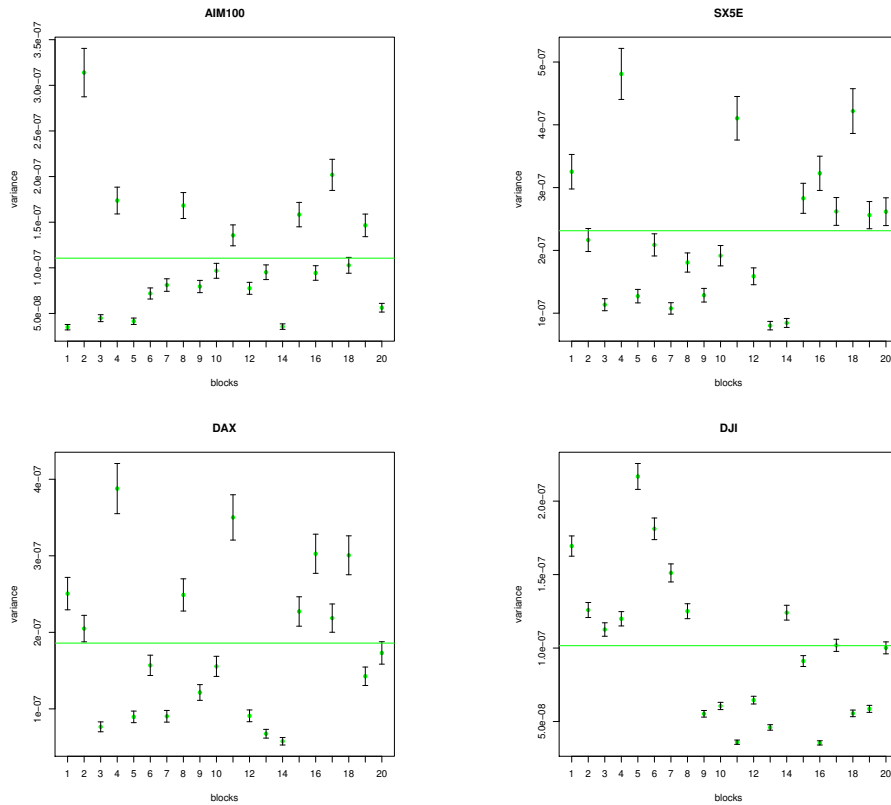 AIM100
3.5e−07
3.0e−07
2.5e−07
2.0e−07
1.5e−07
1.0e−07
5.0e−08
variance
1 2 3 4 5 6 7 8 9 10 12 14 16 18 20
blocks
SX5E
5e−07
4e−07
3e−07
2e−07
1e−07
variance
1 2 3 4 5 6 7 8 9 10 12 14 16 18 20
blocks
DAX
4e−07
3e−07
2e−07
1e−07
variance
1 2 3 4 5 6 7 8 9 10 12 14 16 18 20
blocks
DJI
2.0e−07
1.5e−07
1.0e−07
5.0e−08
variance
1 2 3 4 5 6 7 8 9 10 12 14 16 18 20
blocks